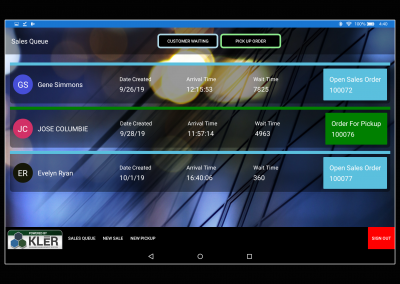 100% 4:40
Sales Queue
CUSTOMER WAITING PICK UP ORDER
GS Gene Simmons Date Created 9/26/19 Arrival Time 12:15:53 Wait Time 7825 Open Sales Order 100072
JC JOSE COLUMBIE Date Created 9/28/19 Arrival Time 11:57:14 Wait Time 4963 Order For Pickup 100076
ER Evelyn Ryan Date Created 10/1/19 Arrival Time 16:40:06 Wait Time 360 Open Sales Order 100077
POWERED BY
KLER SALES QUEUE NEW SALE NEW PICKUP SIGN OUT